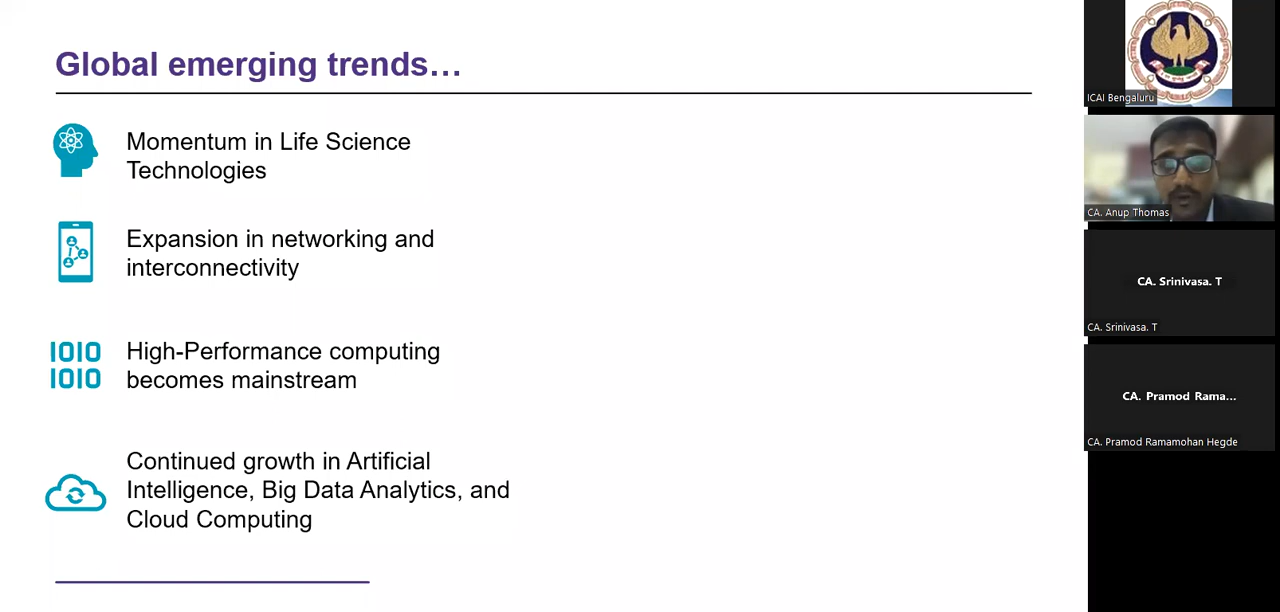 Global emerging trends…
Momentum in Life Science
Technologies
Expansion in networking and
interconnectivity
IOIO
IOIO
High-Performance computing
becomes mainstream
Continued growth in Artificial
Intelligence, Big Data Analytics, and
Cloud Computing
ICAI Bengaluru
CA. Anup Thomas
CA. Srinivasa. T
CA. Srinivasa. T
CA. Pramod Rama...
CA. Pramod Ramamohan Hegde